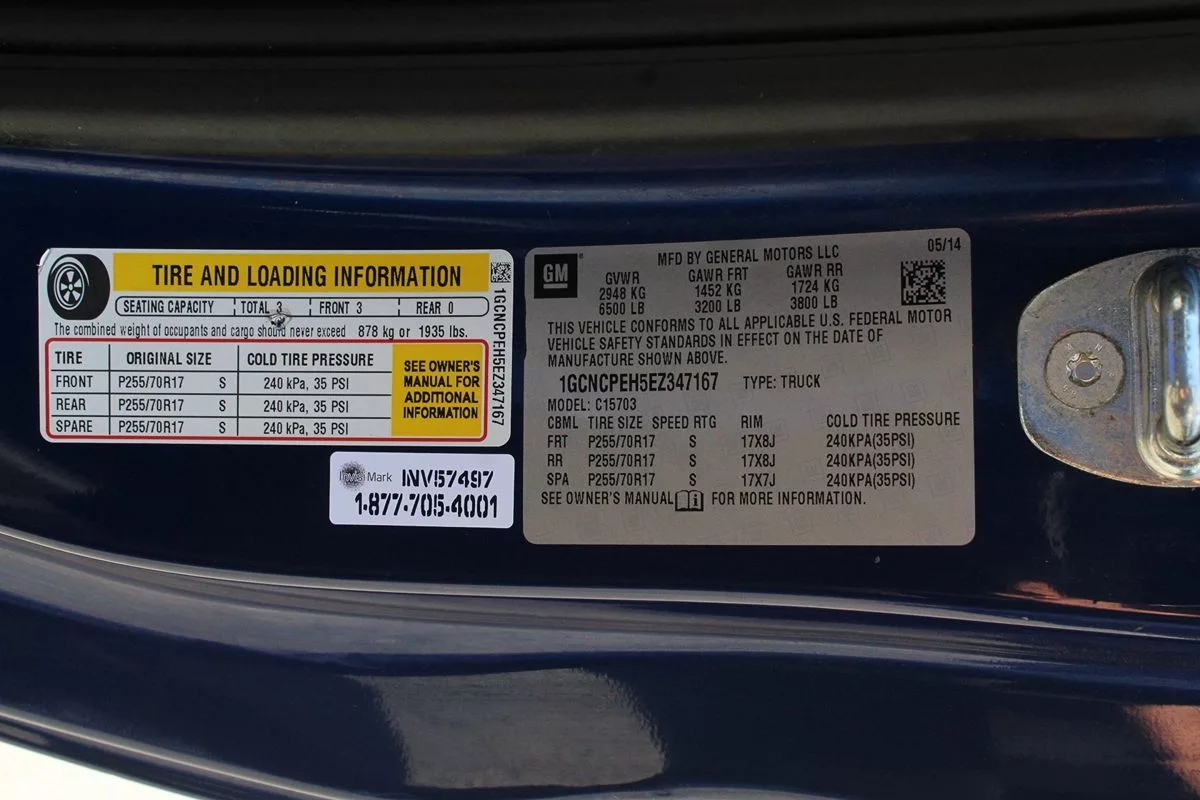 TIRE AND LOADING INFORMATION
SEATING CAPACITY TOTAL 3 FRONT 3 REAR 0
The combined weight of occupants and cargo should never exceed 878 kg or 1935 lbs.
TIRE ORIGINAL SIZE COLD TIRE PRESSURE
FRONT P255/70R17 S 240 kPa, 35 PSI
REAR P255/70R17 S 240 kPa, 35 PSI
SPARE P255/70R17 S 240 kPa, 35 PSI
SEE OWNER'S
MANUAL FOR
ADDITIONAL
INFORMATION
1GCNCPEH5EZ347167
InvisiMark INV57497
1-877-705-4001
GM
MFD BY GENERAL MOTORS LLC 05/14
GVWR GAWR FRT GAWR RR
2948 KG 1452 KG 1724 KG
6500 LB 3200 LB 3800 LB
THIS VEHICLE CONFORMS TO ALL APPLICABLE U.S. FEDERAL MOTOR
VEHICLE SAFETY STANDARDS IN EFFECT ON THE DATE OF
MANUFACTURE SHOWN ABOVE.
1GCNCPEH5EZ347167 TYPE: TRUCK
MODEL: C15703
CBML TIRE SIZE SPEED RTG RIM COLD TIRE PRESSURE
FRT P255/70R17 S 17X8J 240KPA(35PSI)
RR P255/70R17 S 17X8J 240KPA(35PSI)
SPA P255/70R17 S 17X7J 240KPA(35PSI)
SEE OWNER'S MANUAL FOR MORE INFORMATION.